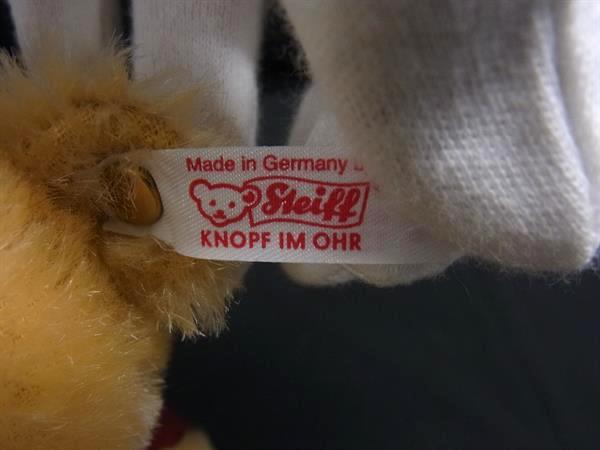 Made in Germany
Steiff
KNOPF IM OHR